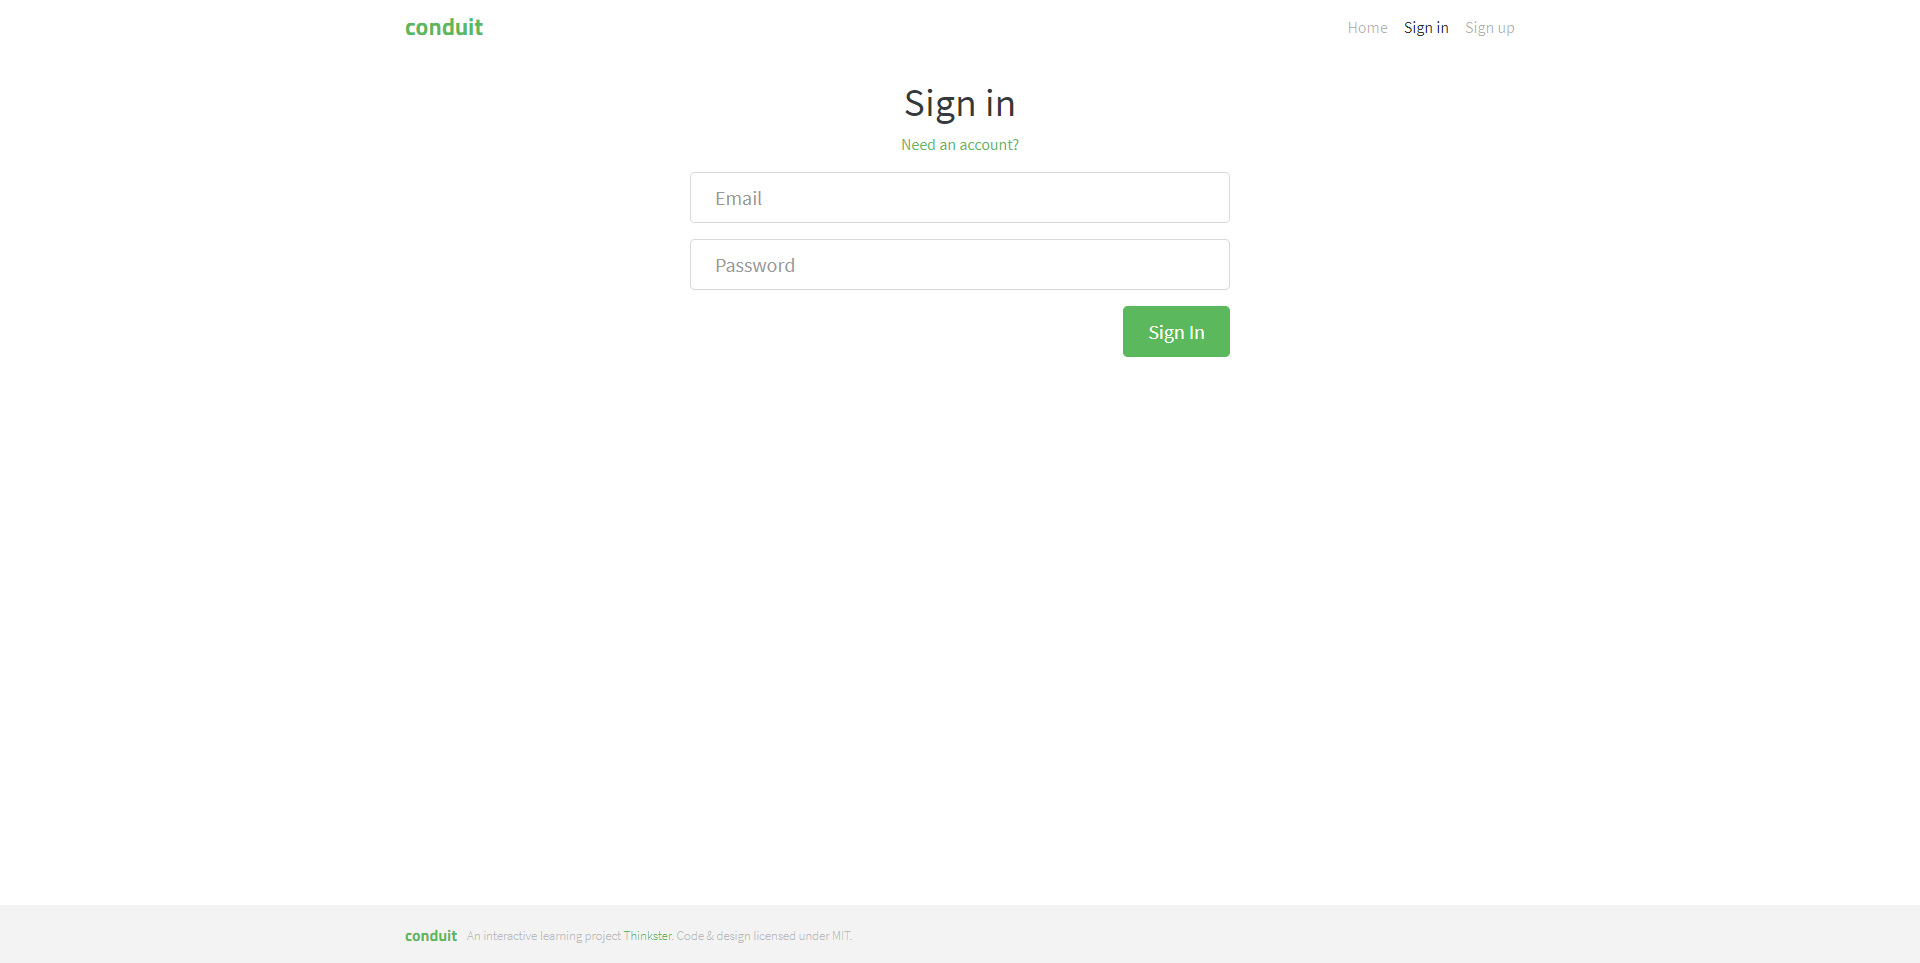 conduit
Home Sign in Sign up
Sign in
Need an account?
Email
Password
Sign In
conduit An interactive learning project Thinkster. Code & design licensed under MIT.